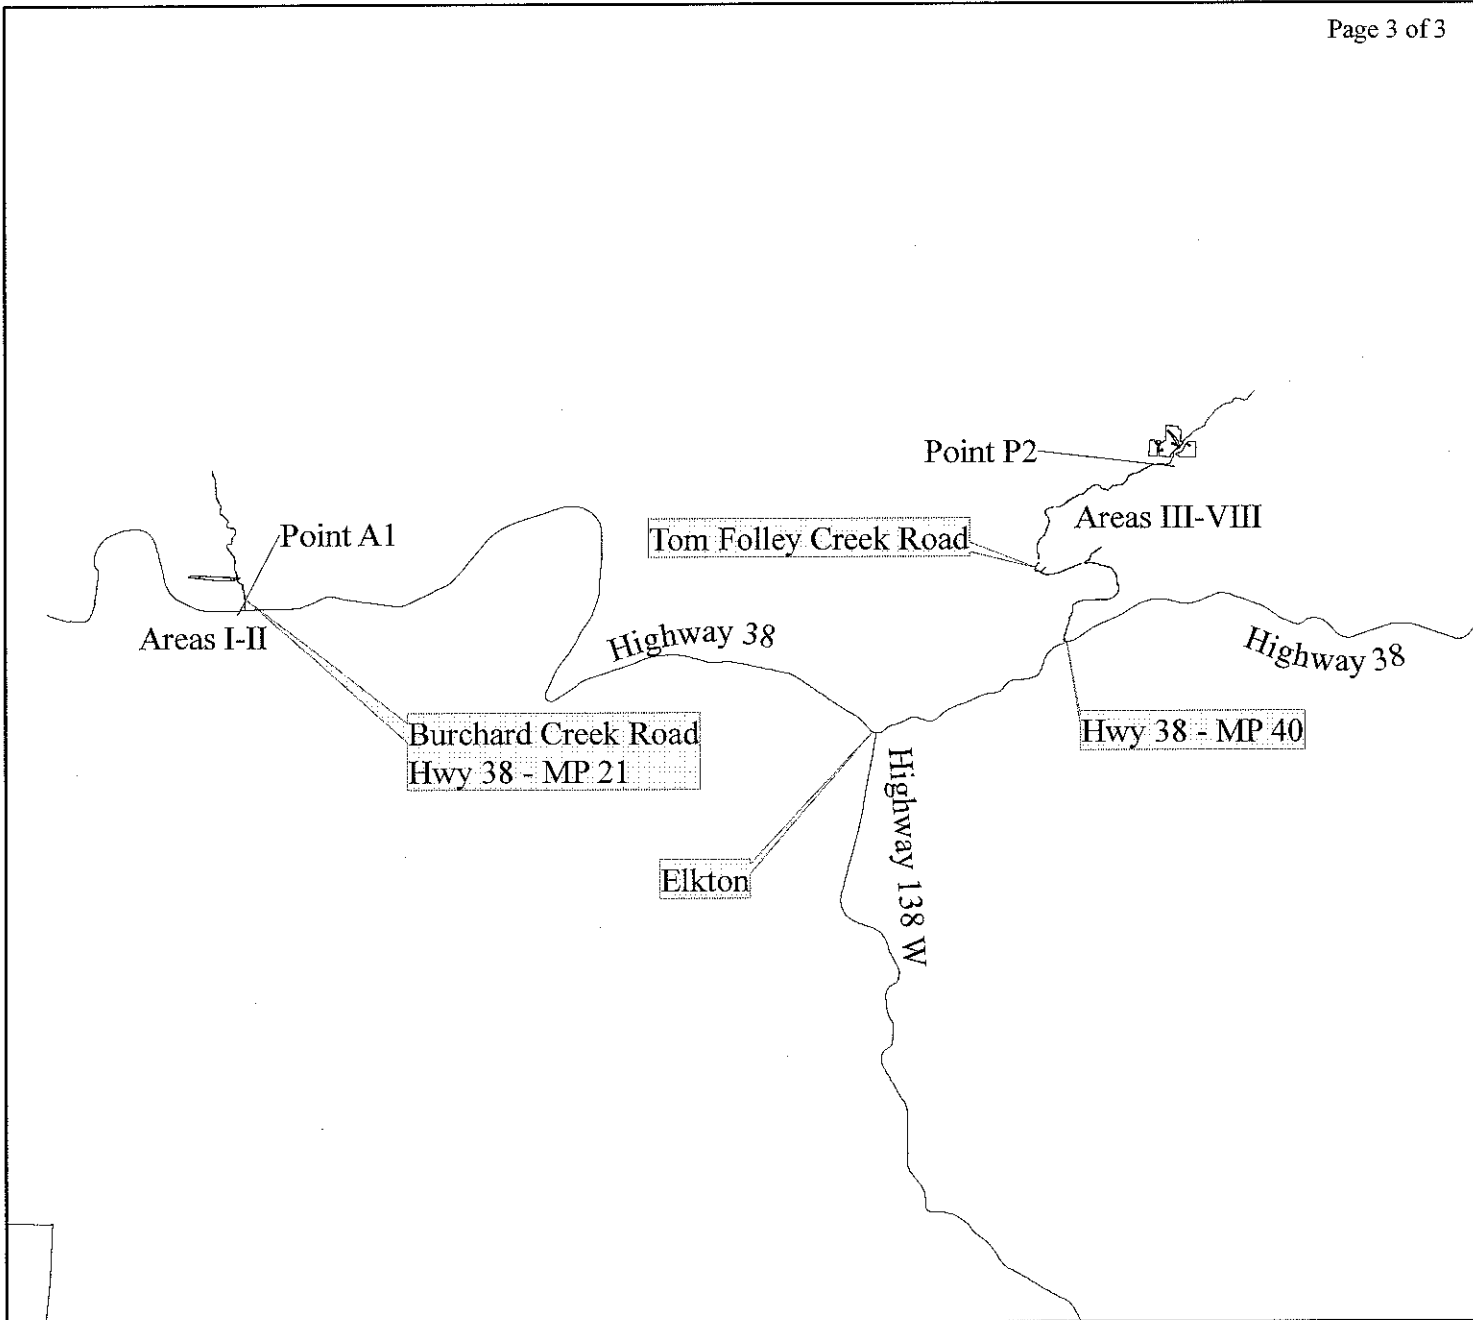 Page 3 of 3
Point P2
Areas III-VIII
Tom Folley Creek Road
Point A1
Areas I-II
Highway 38
Highway 38
Burchard Creek Road
Hwy 38 - MP 21
Hwy 38 - MP 40
Highway 138 W
Elkton